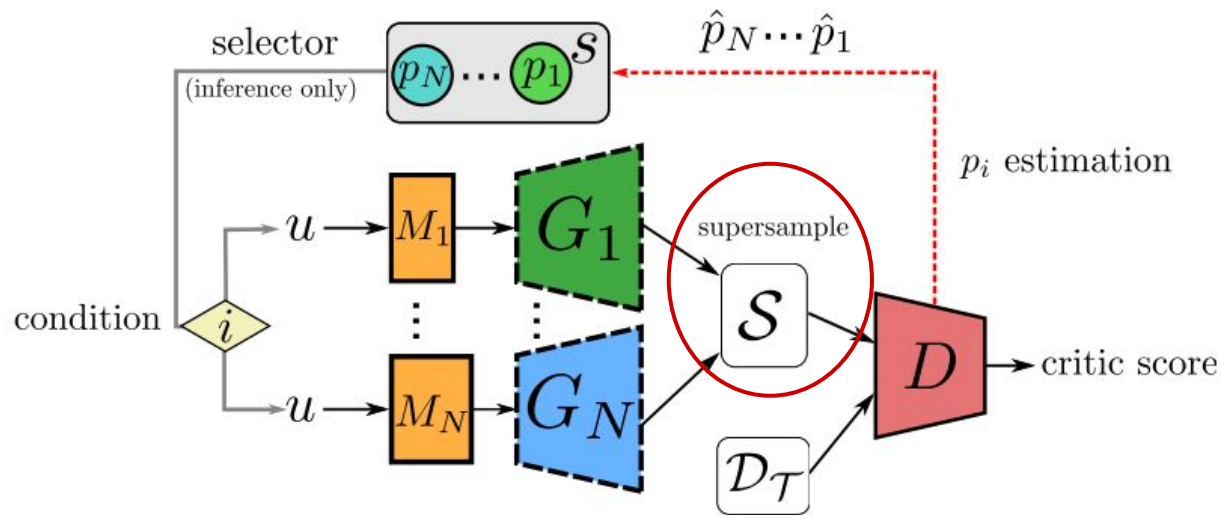 selector
(inference only)
p_N ... p_1 s
p̂_N ... p̂_1
p_i estimation
u M_1 G_1
supersample
S
condition i
D critic score
u M_N G_N
D_T